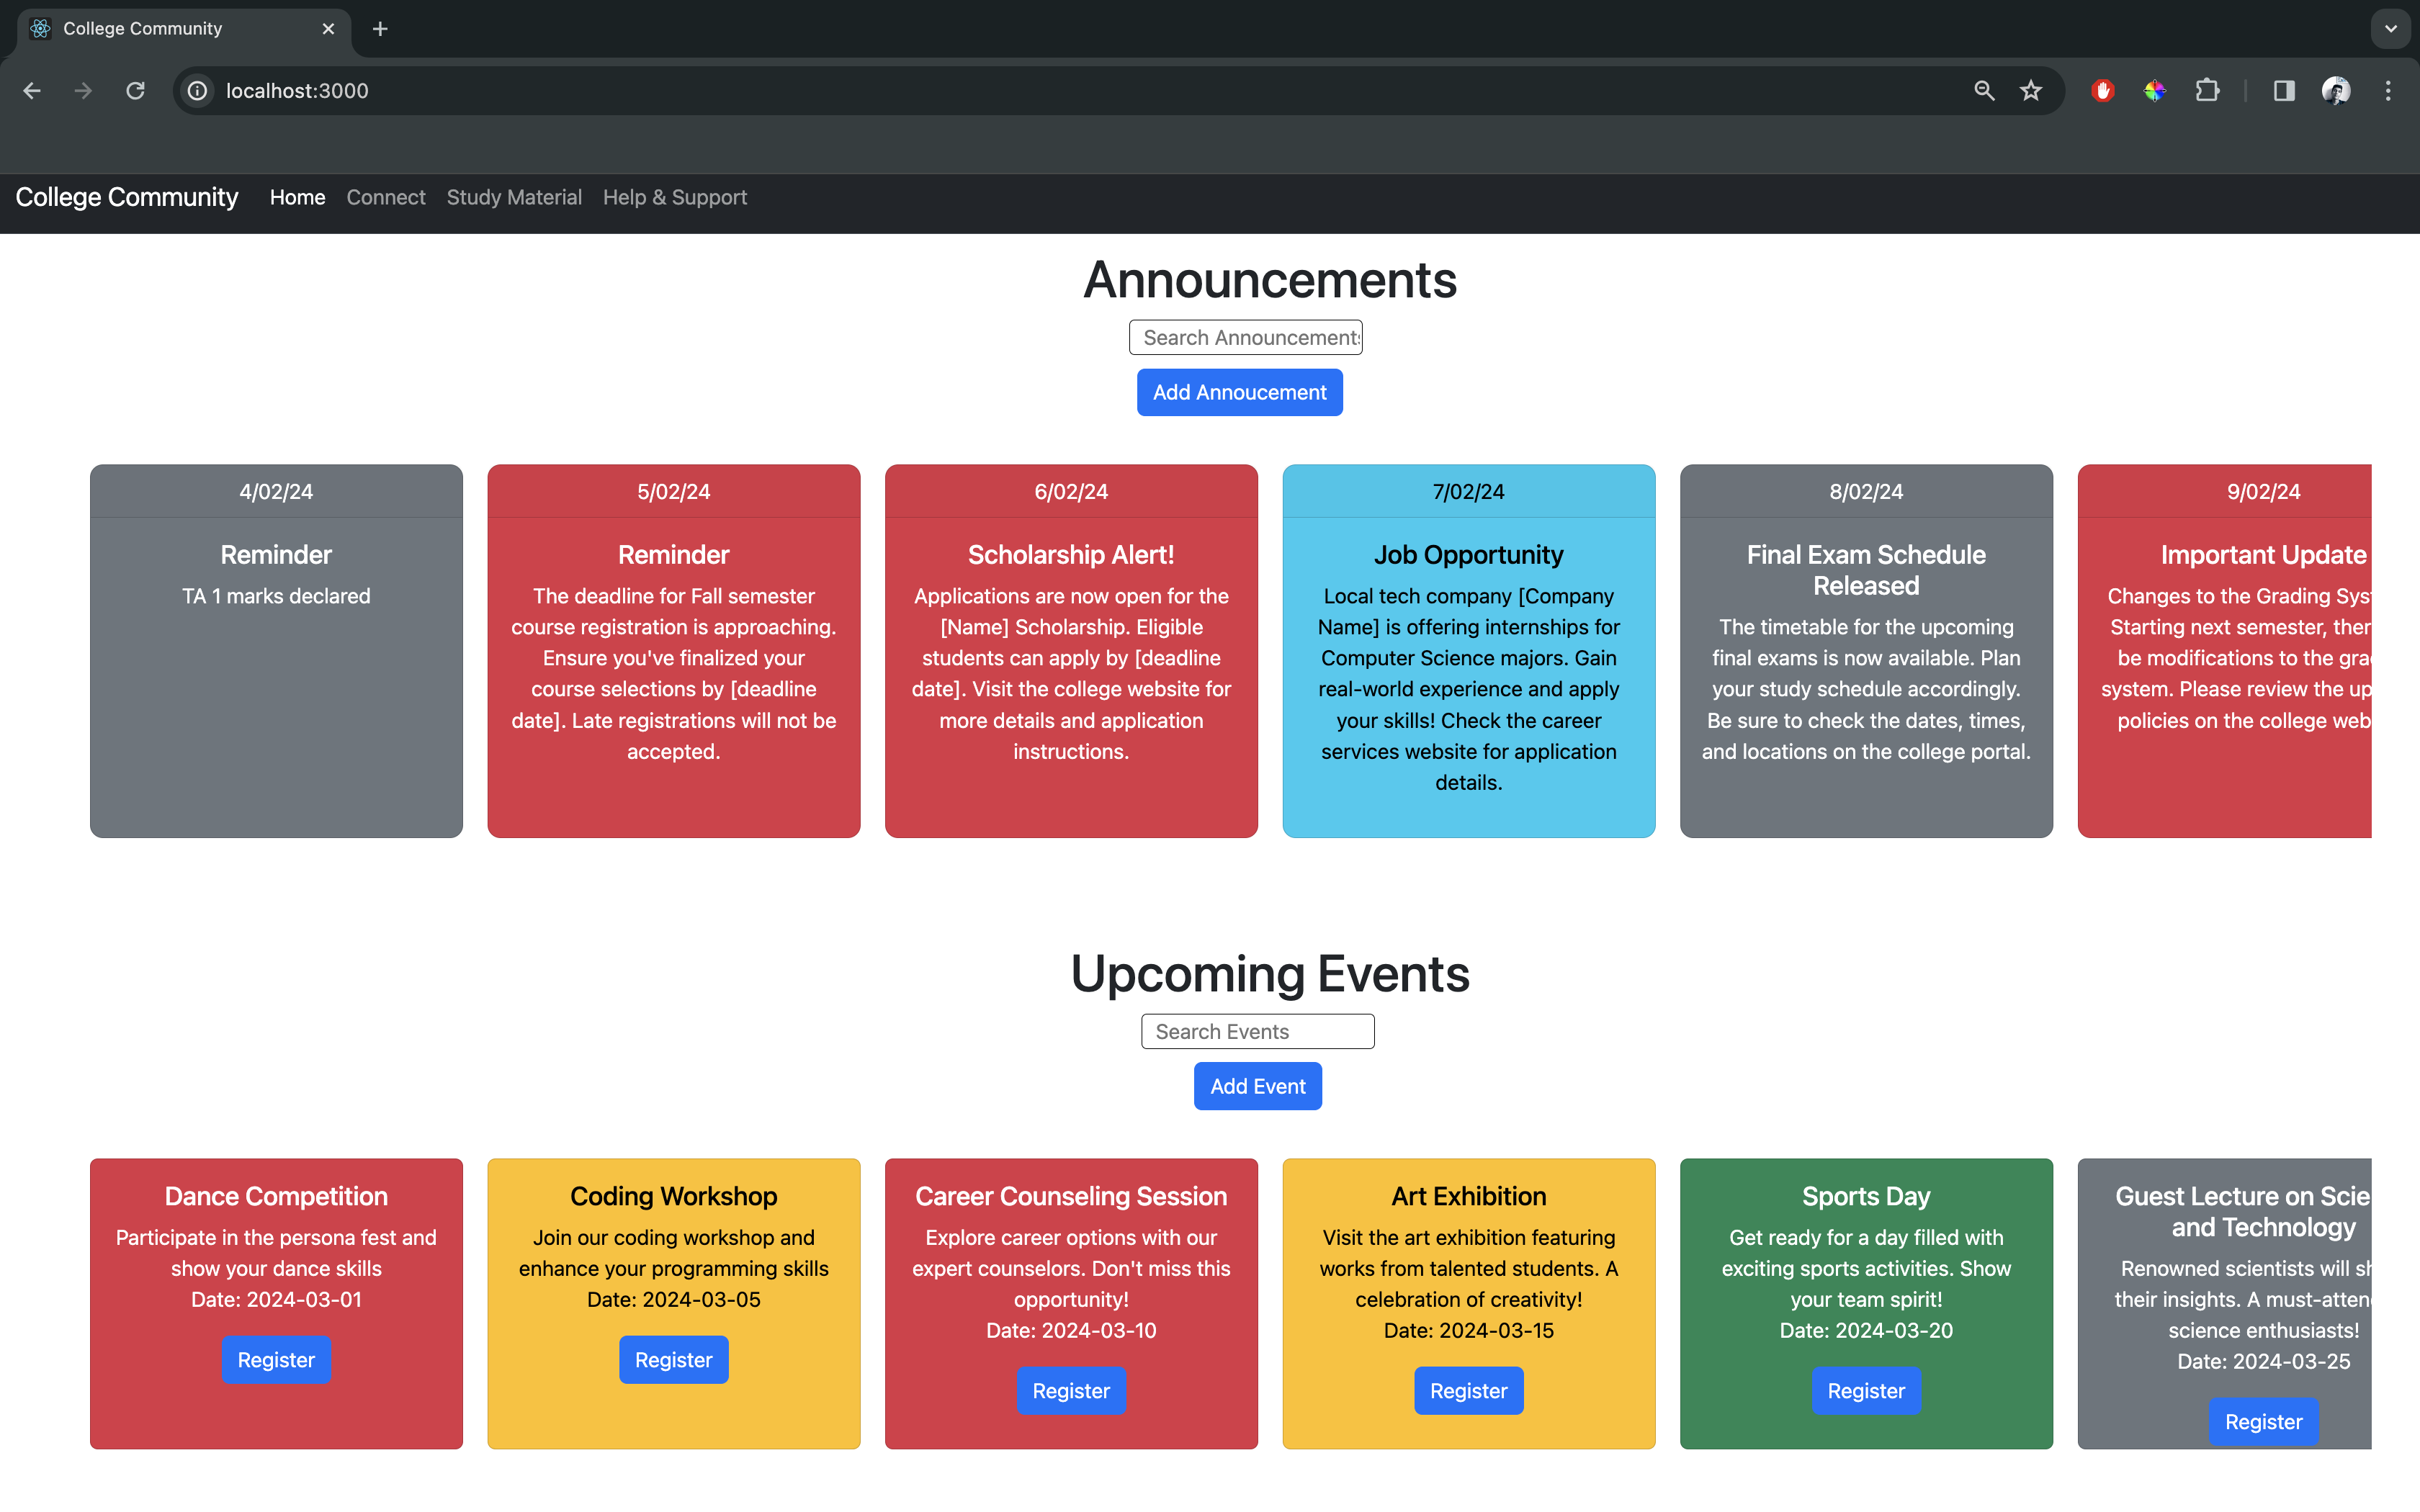 College Community
localhost:3000
College Community Home Connect Study Material Help & Support
Announcements
Search Announcement
Add Annoucement
4/02/24
Reminder
TA 1 marks declared
5/02/24
Reminder
The deadline for Fall semester
course registration is approaching.
Ensure you've finalized your
course selections by [deadline
date]. Late registrations will not be
accepted.
6/02/24
Scholarship Alert!
Applications are now open for the
[Name] Scholarship. Eligible
students can apply by [deadline
date]. Visit the college website for
more details and application
instructions.
7/02/24
Job Opportunity
Local tech company [Company
Name] is offering internships for
Computer Science majors. Gain
real-world experience and apply
your skills! Check the career
services website for application
details.
8/02/24
Final Exam Schedule
Released
The timetable for the upcoming
final exams is now available. Plan
your study schedule accordingly.
Be sure to check the dates, times,
and locations on the college portal.
9/02/24
Important Update
Changes to the Grading Sys
Starting next semester, ther
be modifications to the gra
system. Please review the up
policies on the college web
Upcoming Events
Search Events
Add Event
Dance Competition
Participate in the persona fest and
show your dance skills
Date: 2024-03-01
Register
Coding Workshop
Join our coding workshop and
enhance your programming skills
Date: 2024-03-05
Register
Career Counseling Session
Explore career options with our
expert counselors. Don't miss this
opportunity!
Date: 2024-03-10
Register
Art Exhibition
Visit the art exhibition featuring
works from talented students. A
celebration of creativity!
Date: 2024-03-15
Register
Sports Day
Get ready for a day filled with
exciting sports activities. Show
your team spirit!
Date: 2024-03-20
Register
Guest Lecture on Scie
and Technology
Renowned scientists will sh
their insights. A must-atten
science enthusiasts!
Date: 2024-03-25
Register